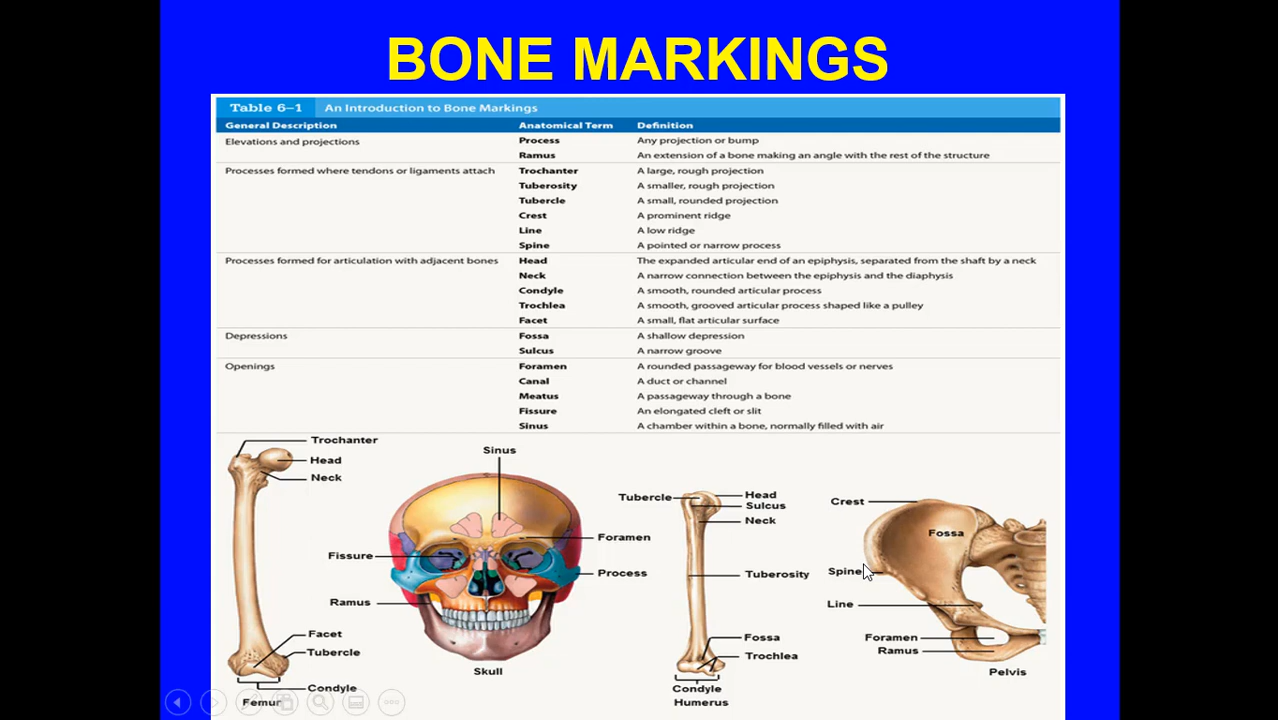 BONE MARKINGS
Table 6–1 An Introduction to Bone Markings
General Description Anatomical Term Definition
Elevations and projections Process Any projection or bump
Ramus An extension of a bone making an angle with the rest of the structure
Processes formed where tendons or ligaments attach Trochanter A large, rough projection
Tuberosity A smaller, rough projection
Tubercle A small, rounded projection
Crest A prominent ridge
Line A low ridge
Spine A pointed or narrow process
Processes formed for articulation with adjacent bones Head The expanded articular end of an epiphysis, separated from the shaft by a neck
Neck A narrow connection between the epiphysis and the diaphysis
Condyle A smooth, rounded articular process
Trochlea A smooth, grooved articular process shaped like a pulley
Facet A small, flat articular surface
Depressions Fossa A shallow depression
Sulcus A narrow groove
Openings Foramen A rounded passageway for blood vessels or nerves
Canal A duct or channel
Meatus A passageway through a bone
Fissure An elongated cleft or slit
Sinus A chamber within a bone, normally filled with air
Trochanter
Head
Neck
Facet
Tubercle
Condyle
Femur
Sinus
Fissure
Foramen
Process
Ramus
Skull
Tubercle
Head
Sulcus
Neck
Tuberosity
Fossa
Trochlea
Condyle
Humerus
Crest
Fossa
Spine
Line
Foramen
Ramus
Pelvis